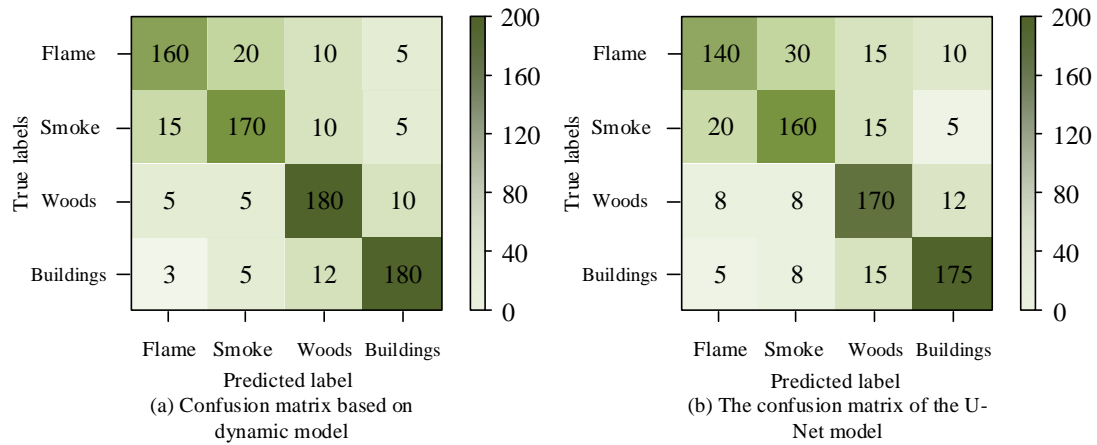 True labels
Flame 160 20 10 5
Smoke 15 170 10 5
Woods 5 5 180 10
Buildings 3 5 12 180
Flame Smoke Woods Buildings
Predicted label
200
160
120
80
40
0
(a) Confusion matrix based on
dynamic model
True labels
Flame 140 30 15 10
Smoke 20 160 15 5
Woods 8 8 170 12
Buildings 5 8 15 175
Flame Smoke Woods Buildings
Predicted label
200
160
120
80
40
0
(b) The confusion matrix of the U-
Net model